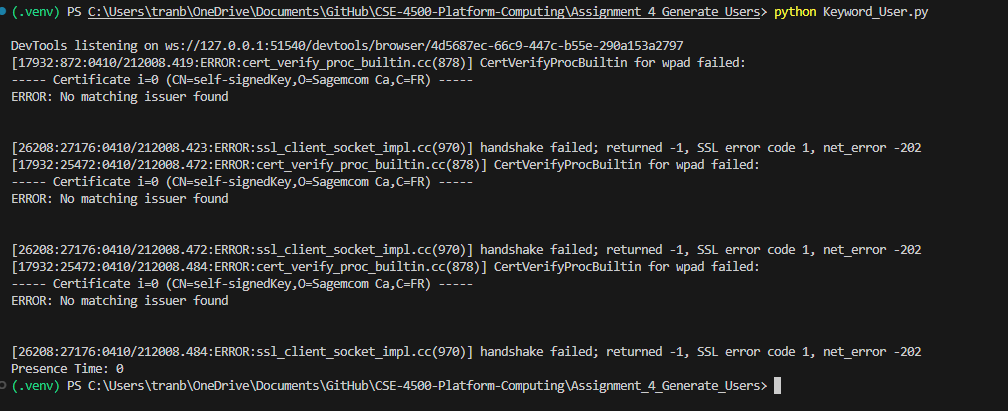 (.venv) PS C:\Users\tranb\OneDrive\Documents\GitHub\CSE-4500-Platform-Computing\Assignment_4_Generate_Users> python Keyword_User.py
DevTools listening on ws://127.0.0.1:51540/devtools/browser/4d5687ec-66c9-447c-b55e-290a153a2797
[17932:872:0410/212008.419:ERROR:cert_verify_proc_builtin.cc(878)] CertVerifyProcBuiltin for wpad failed:
----- Certificate i=0 (CN=self-signedKey,O=Sagemcom Ca,C=FR) -----
ERROR: No matching issuer found
[26208:27176:0410/212008.423:ERROR:ssl_client_socket_impl.cc(970)] handshake failed; returned -1, SSL error code 1, net_error -202
[17932:25472:0410/212008.472:ERROR:cert_verify_proc_builtin.cc(878)] CertVerifyProcBuiltin for wpad failed:
----- Certificate i=0 (CN=self-signedKey,O=Sagemcom Ca,C=FR) -----
ERROR: No matching issuer found
[26208:27176:0410/212008.472:ERROR:ssl_client_socket_impl.cc(970)] handshake failed; returned -1, SSL error code 1, net_error -202
[17932:25472:0410/212008.484:ERROR:cert_verify_proc_builtin.cc(878)] CertVerifyProcBuiltin for wpad failed:
----- Certificate i=0 (CN=self-signedKey,O=Sagemcom Ca,C=FR) -----
ERROR: No matching issuer found
[26208:27176:0410/212008.484:ERROR:ssl_client_socket_impl.cc(970)] handshake failed; returned -1, SSL error code 1, net_error -202
Presence Time: 0
(.venv) PS C:\Users\tranb\OneDrive\Documents\GitHub\CSE-4500-Platform-Computing\Assignment_4_Generate_Users>